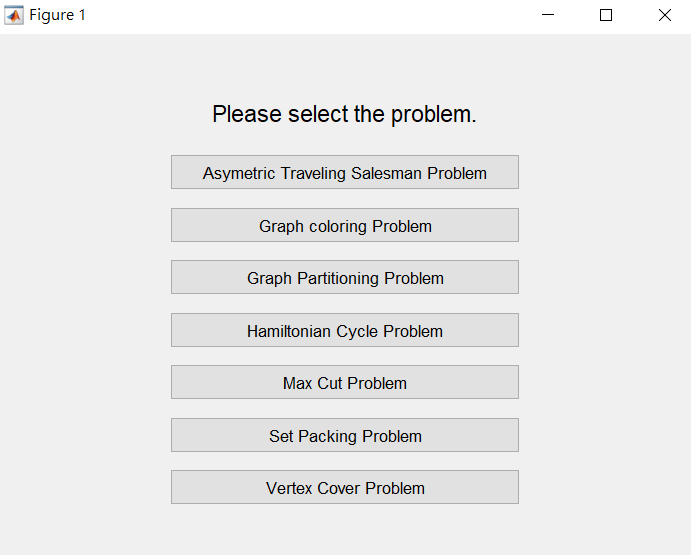 Figure 1
Please select the problem.
Asymetric Traveling Salesman Problem
Graph coloring Problem
Graph Partitioning Problem
Hamiltonian Cycle Problem
Max Cut Problem
Set Packing Problem
Vertex Cover Problem